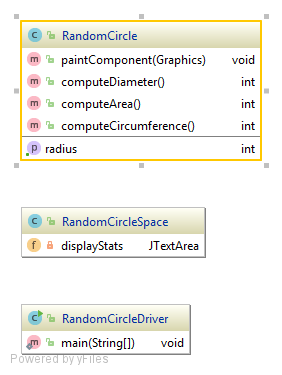 C RandomCircle
m paintComponent(Graphics) void
m computeDiameter() int
m computeArea() int
m computeCircumference() int
p radius int
C RandomCircleSpace
f displayStats JTextArea
C RandomCircleDriver
m main(String[]) void
Powered by yFiles